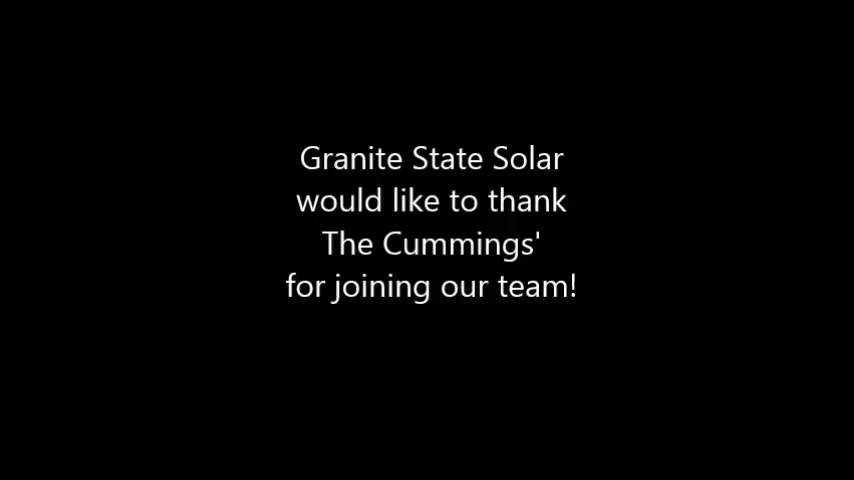 Granite State Solar
would like to thank
The Cummings'
for joining our team!